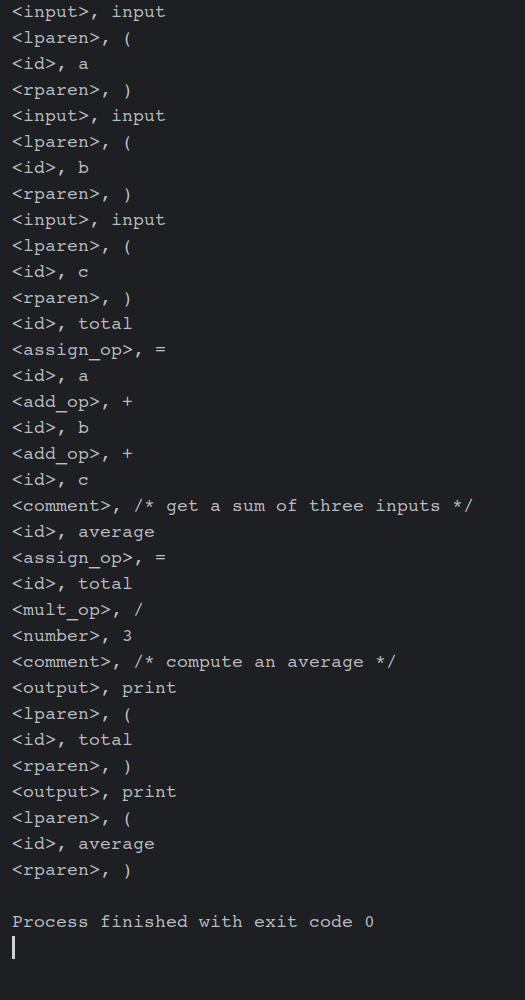 <input>, input
<lparen>, (
<id>, a
<rparen>, )
<input>, input
<lparen>, (
<id>, b
<rparen>, )
<input>, input
<lparen>, (
<id>, c
<rparen>, )
<id>, total
<assign_op>, =
<id>, a
<add_op>, +
<id>, b
<add_op>, +
<id>, c
<comment>, /* get a sum of three inputs */
<id>, average
<assign_op>, =
<id>, total
<mult_op>, /
<number>, 3
<comment>, /* compute an average */
<output>, print
<lparen>, (
<id>, total
<rparen>, )
<output>, print
<lparen>, (
<id>, average
<rparen>, )
Process finished with exit code 0